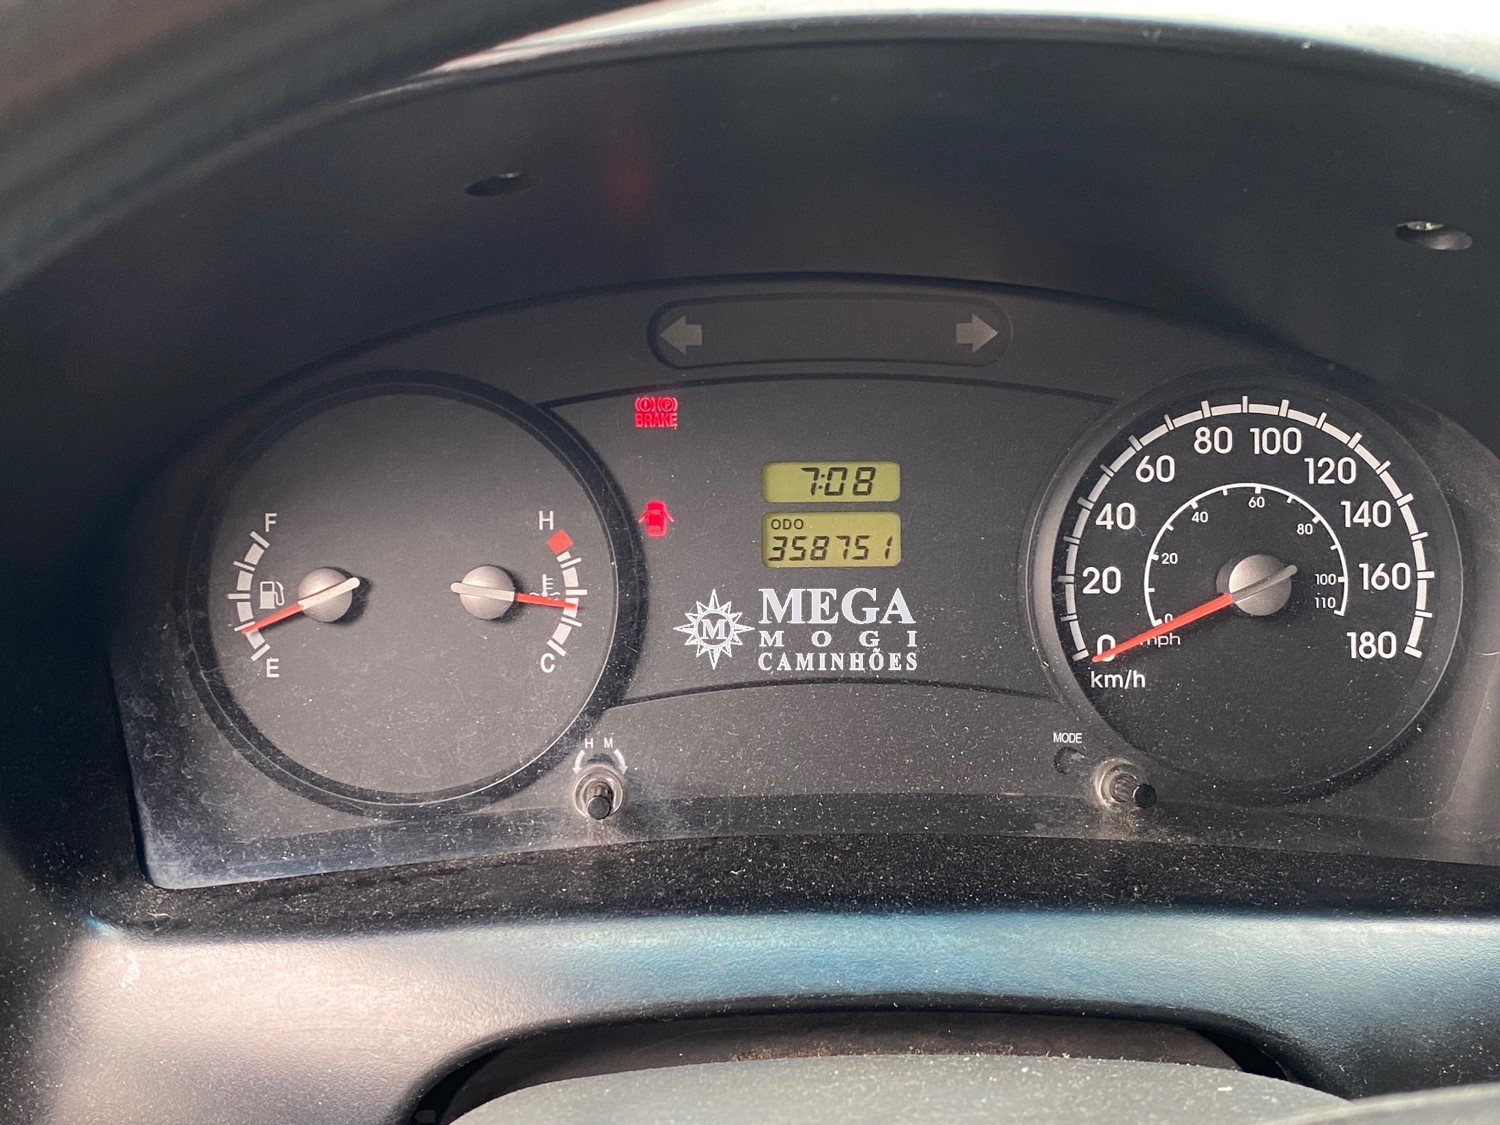 BRAKE
7:08
ODO
358751
F
E
H
C
MEGA
MOGI
CAMINHÕES
M
0 20 40 60 80 100 120 140 160 180
km/h
0 20 40 60 80 100 110
mph
H M
MODE